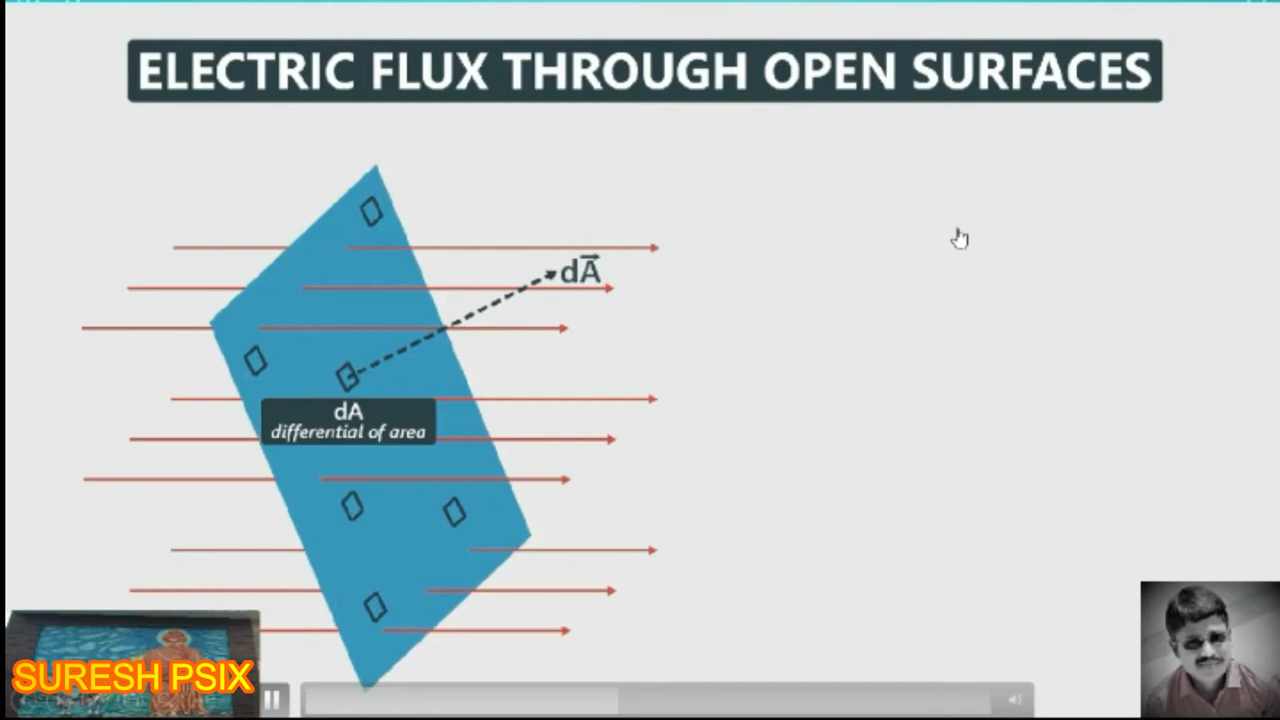 ELECTRIC FLUX THROUGH OPEN SURFACES
dA⃗
dA
differential of area
SURESH PSIX